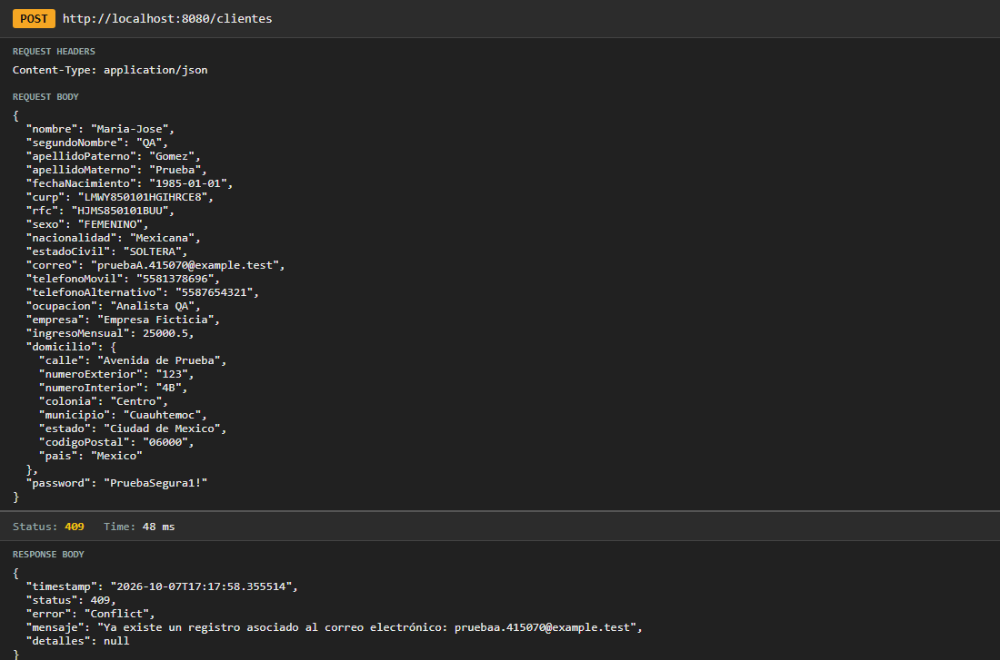 POST http://localhost:8080/clientes
REQUEST HEADERS
Content-Type: application/json
REQUEST BODY
{
  "nombre": "Maria-Jose",
  "segundoNombre": "QA",
  "apellidoPaterno": "Gomez",
  "apellidoMaterno": "Prueba",
  "fechaNacimiento": "1985-01-01",
  "curp": "LMWY850101HGIHRCE8",
  "rfc": "HJMS850101BUU",
  "sexo": "FEMENINO",
  "nacionalidad": "Mexicana",
  "estadoCivil": "SOLTERA",
  "correo": "pruebaA.415070@example.test",
  "telefonoMovil": "5581378696",
  "telefonoAlternativo": "5587654321",
  "ocupacion": "Analista QA",
  "empresa": "Empresa Ficticia",
  "ingresoMensual": 25000.5,
  "domicilio": {
    "calle": "Avenida de Prueba",
    "numeroExterior": "123",
    "numeroInterior": "4B",
    "colonia": "Centro",
    "municipio": "Cuauhtemoc",
    "estado": "Ciudad de Mexico",
    "codigoPostal": "06000",
    "pais": "Mexico"
  },
  "password": "PruebaSegura1!"
}
Status: 409 Time: 48 ms
RESPONSE BODY
{
  "timestamp": "2026-10-07T17:17:58.355514",
  "status": 409,
  "error": "Conflict",
  "mensaje": "Ya existe un registro asociado al correo electrónico: pruebaa.415070@example.test",
  "detalles": null
}